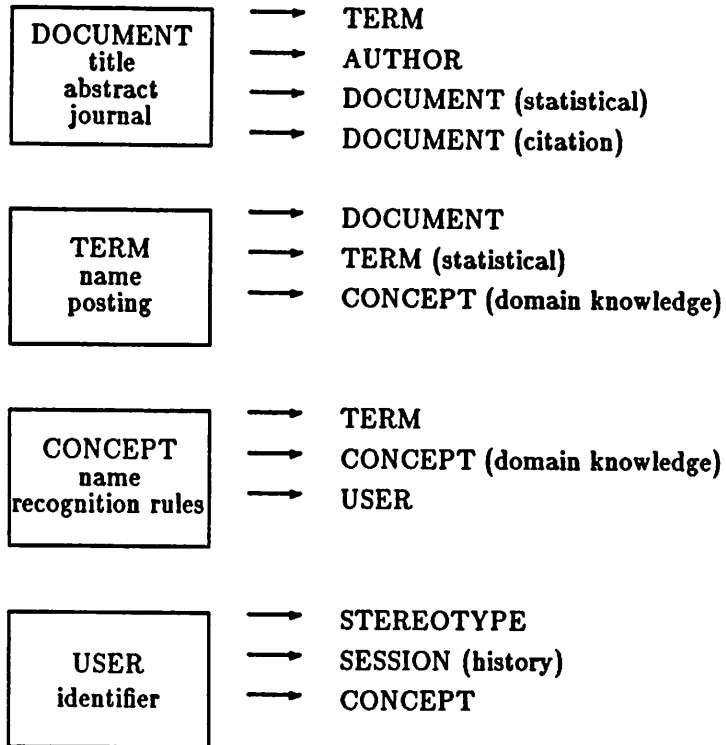 DOCUMENT
title
abstract
journal
TERM
AUTHOR
DOCUMENT (statistical)
DOCUMENT (citation)
TERM
name
posting
DOCUMENT
TERM (statistical)
CONCEPT (domain knowledge)
CONCEPT
name
recognition rules
TERM
CONCEPT (domain knowledge)
USER
USER
identifier
STEREOTYPE
SESSION (history)
CONCEPT